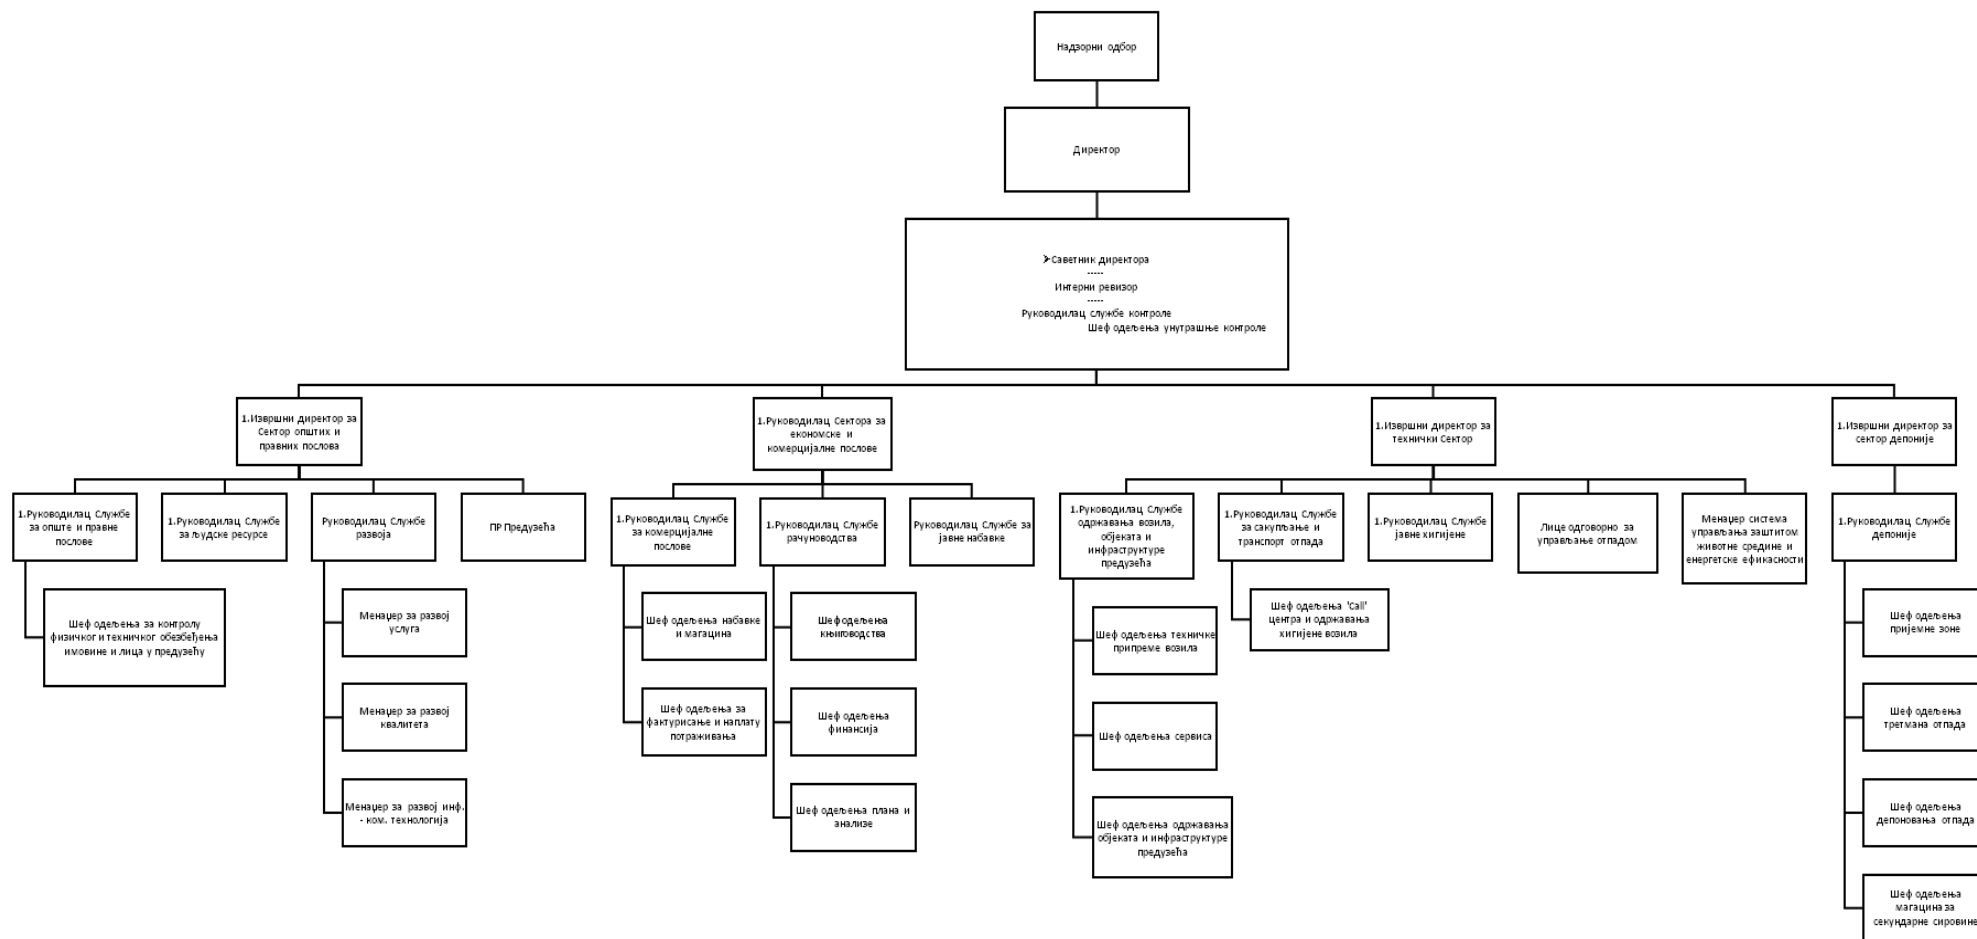 Надзорни одбор
Директор
➢Саветник директора
-----
Интерни ревизор
-----
Руководилац службе контроле
Шеф одељења унутрашње контроле
1.Извршни директор за
Сектор општих и
правних послова
1.Руководилац Сектора за
економске и
комерцијалне послове
1.Извршни директор за
технички Сектор
1.Извршни директор за
сектор депоније
1.Руководилац Службе
за опште и правне
послове
1.Руководилац Службе
за људске ресурсе
Руководилац Службе
развоја
ПР Предузећа
1.Руководилац Службе
за комерцијалне
послове
1.Руководилац Службе
рачуноводства
Руководилац Службе за
јавне набавке
1.Руководилац Службе
одржавања возила,
објеката и
инфраструктуре
предузећа
1.Руководилац Службе
за сакупљање и
транспорт отпада
1.Руководилац Службе
јавне хигијене
Лице одговорно за
управљање отпадом
Менаџер система
управљања заштитом
животне средине и
енергетске ефикасности
1.Руководилац Службе
депоније
Шеф одељења за контролу
физичког и техничког обезбеђења
имовине и лица у предузећу
Менаџер за развој
услуга
Менаџер за развој
квалитета
Менаџер за развој инф.
- ком. технологија
Шеф одељења набавке
и магацина
Шеф одељења за
фактурисање и наплату
потраживања
Шеф одељења
књиговодства
Шеф одељења
финансија
Шеф одељења плана и
анализе
Шеф одељења техничке
припреме возила
Шеф одељења сервиса
Шеф одељења одржавања
објеката и инфраструктуре
предузећа
Шеф одељења 'Call'
центра и одржавања
хигијене возила
Шеф одељења
пријемне зоне
Шеф одељења
третмана отпада
Шеф одељења
депоновања отпада
Шеф одељења
магацина за
секундарне сировине